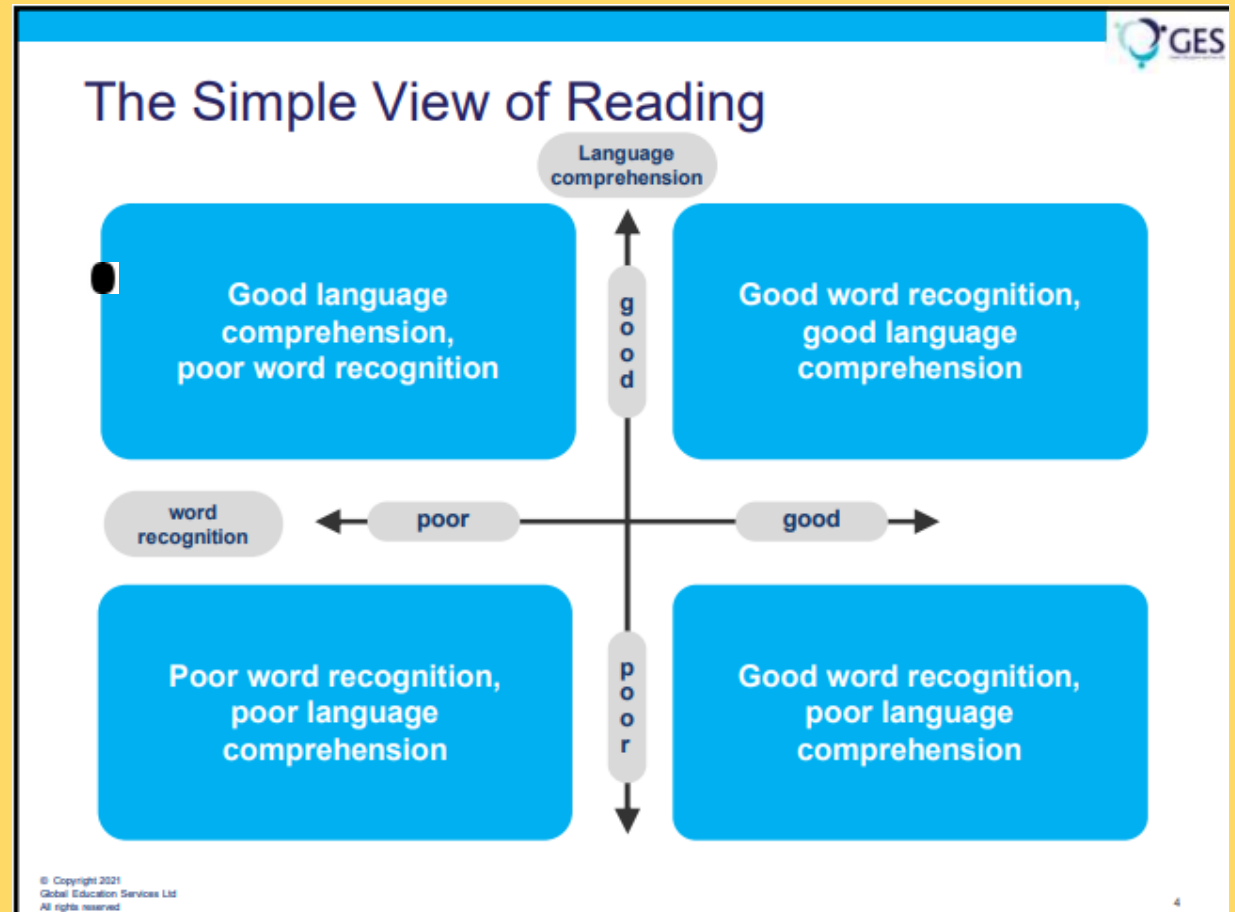 GES
The Simple View of Reading
Language
comprehension
Good language
comprehension,
poor word recognition
good
Good word recognition,
good language
comprehension
word
recognition
poor
good
Poor word recognition,
poor language
comprehension
poor
Good word recognition,
poor language
comprehension
© Copyright 2021
Global Education Services Ltd
All rights reserved
4